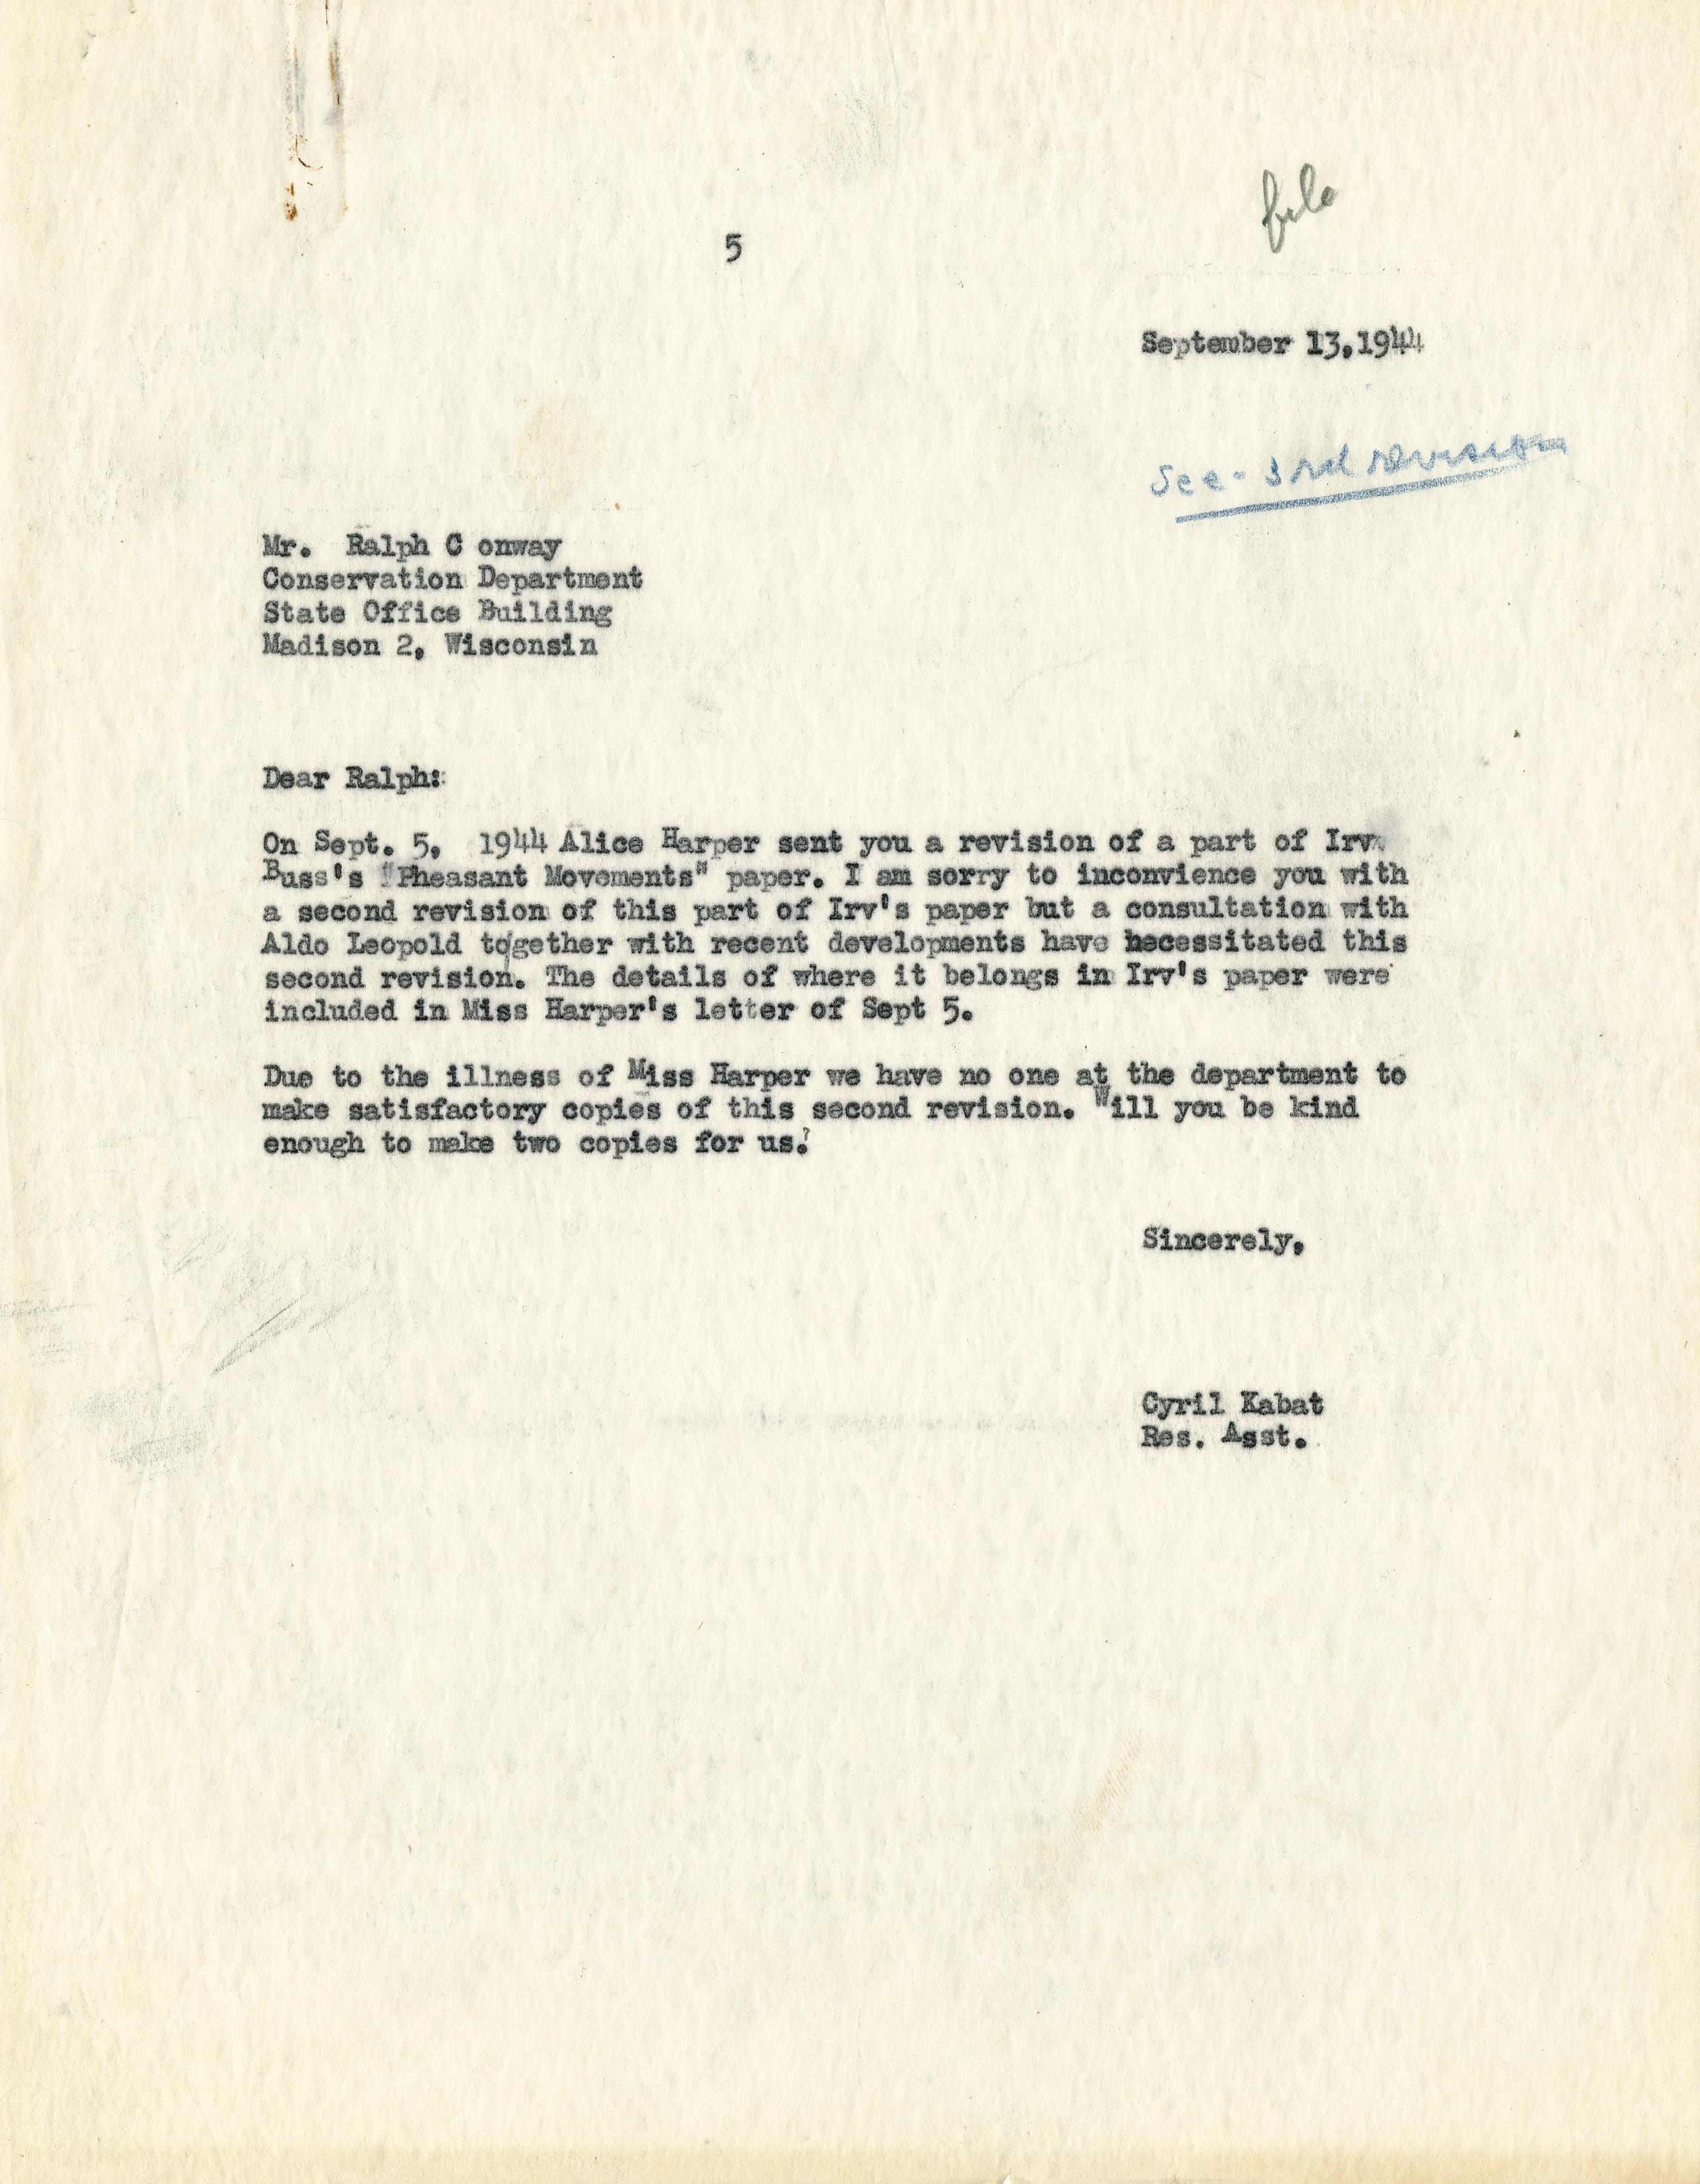 file
5
September 13,1944
See - 3rd revision
Mr. Ralph C onway
Conservation Department
State Office Building
Madison 2, Wisconsin
Dear Ralph:
On Sept. 5, 1944 Alice Harper sent you a revision of a part of Irv.
Buss's "Pheasant Movements" paper. I am sorry to inconvience you with
a second revision of this part of Irv's paper but a consultation with
Aldo Leopold together with recent developments have necessitated this
second revision. The details of where it belongs in Irv's paper were
included in Miss Harper's letter of Sept 5.
Due to the illness of Miss Harper we have no one at the department to
make satisfactory copies of this second revision. Will you be kind
enough to make two copies for us?
Sincerely,
Cyril Kabat
Res. Asst.